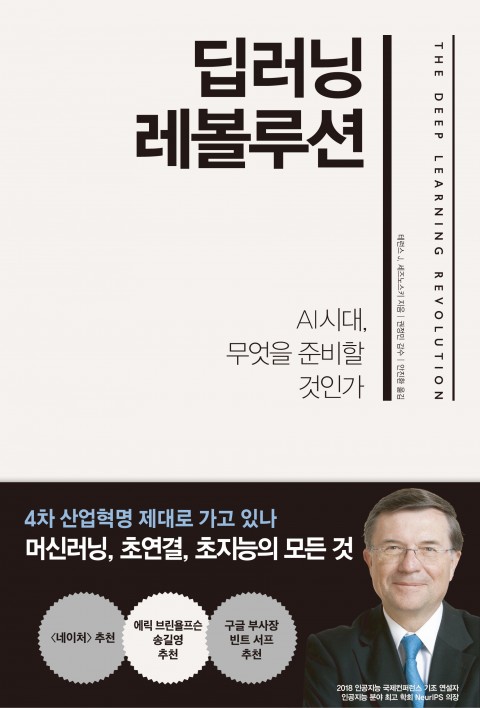 딥러닝
레볼루션
THE DEEP LEARNING REVOLUTION
테런스 J. 세즈노스키 지음 | 권정민 감수 | 안진환 옮김
AI시대,
무엇을 준비할
것인가
4차 산업혁명 제대로 가고 있나
머신러닝, 초연결, 초지능의 모든 것
〈네이처〉 추천
에릭 브린욜프슨
송길영
추천
구글 부사장
빈트 서프
추천
2018 인공지능 국제컨퍼런스 기조 연설자
인공지능 분야 최고 학회 NeurIPS 의장